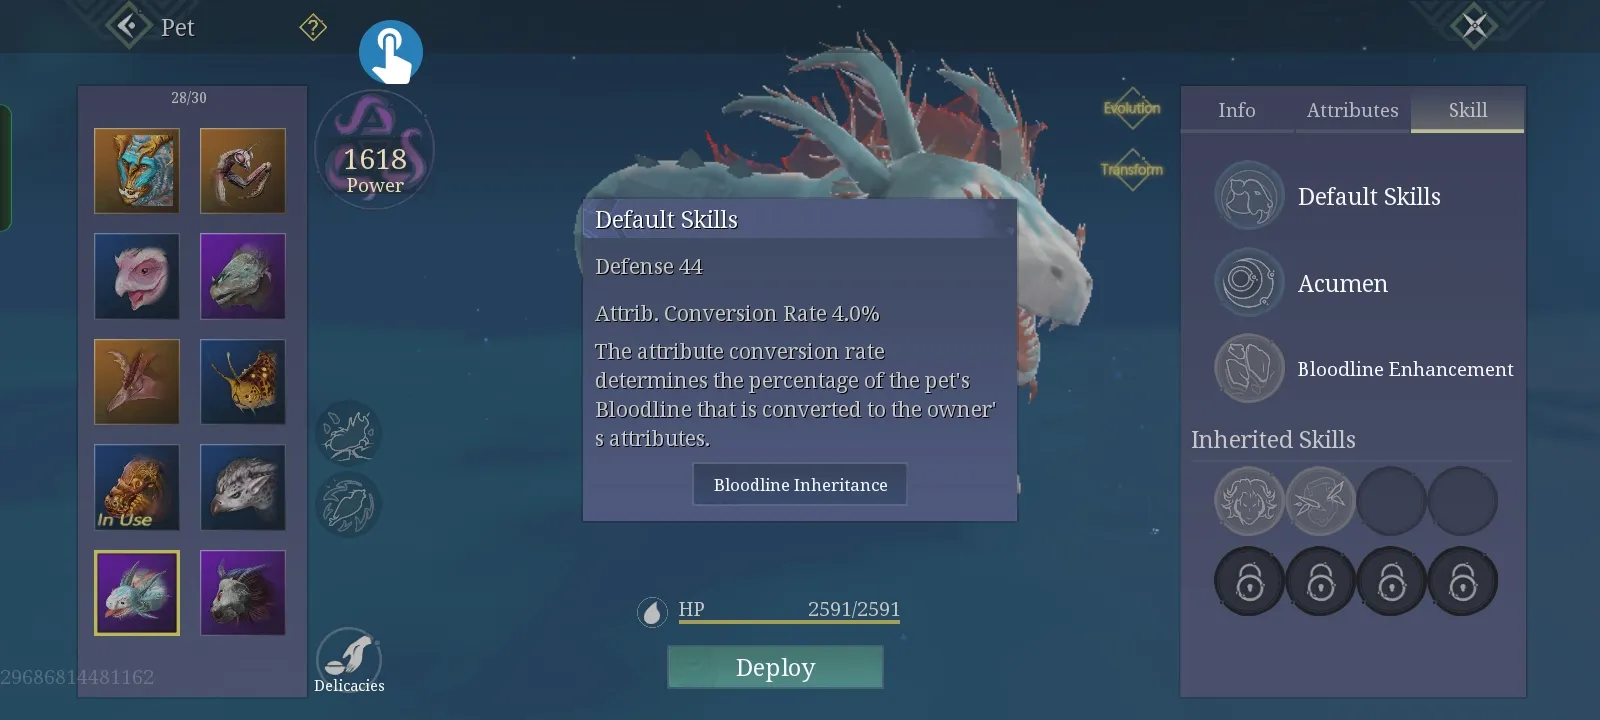 Pet
?
28/30
1618
Power
In Use
Delicacies
29686814481162
Evolution
Transform
Default Skills
Defense 44
Attrib. Conversion Rate 4.0%
The attribute conversion rate
determines the percentage of the pet's
Bloodline that is converted to the owner'
s attributes.
Bloodline Inheritance
HP 2591/2591
Deploy
Info Attributes Skill
Default Skills
Acumen
Bloodline Enhancement
Inherited Skills